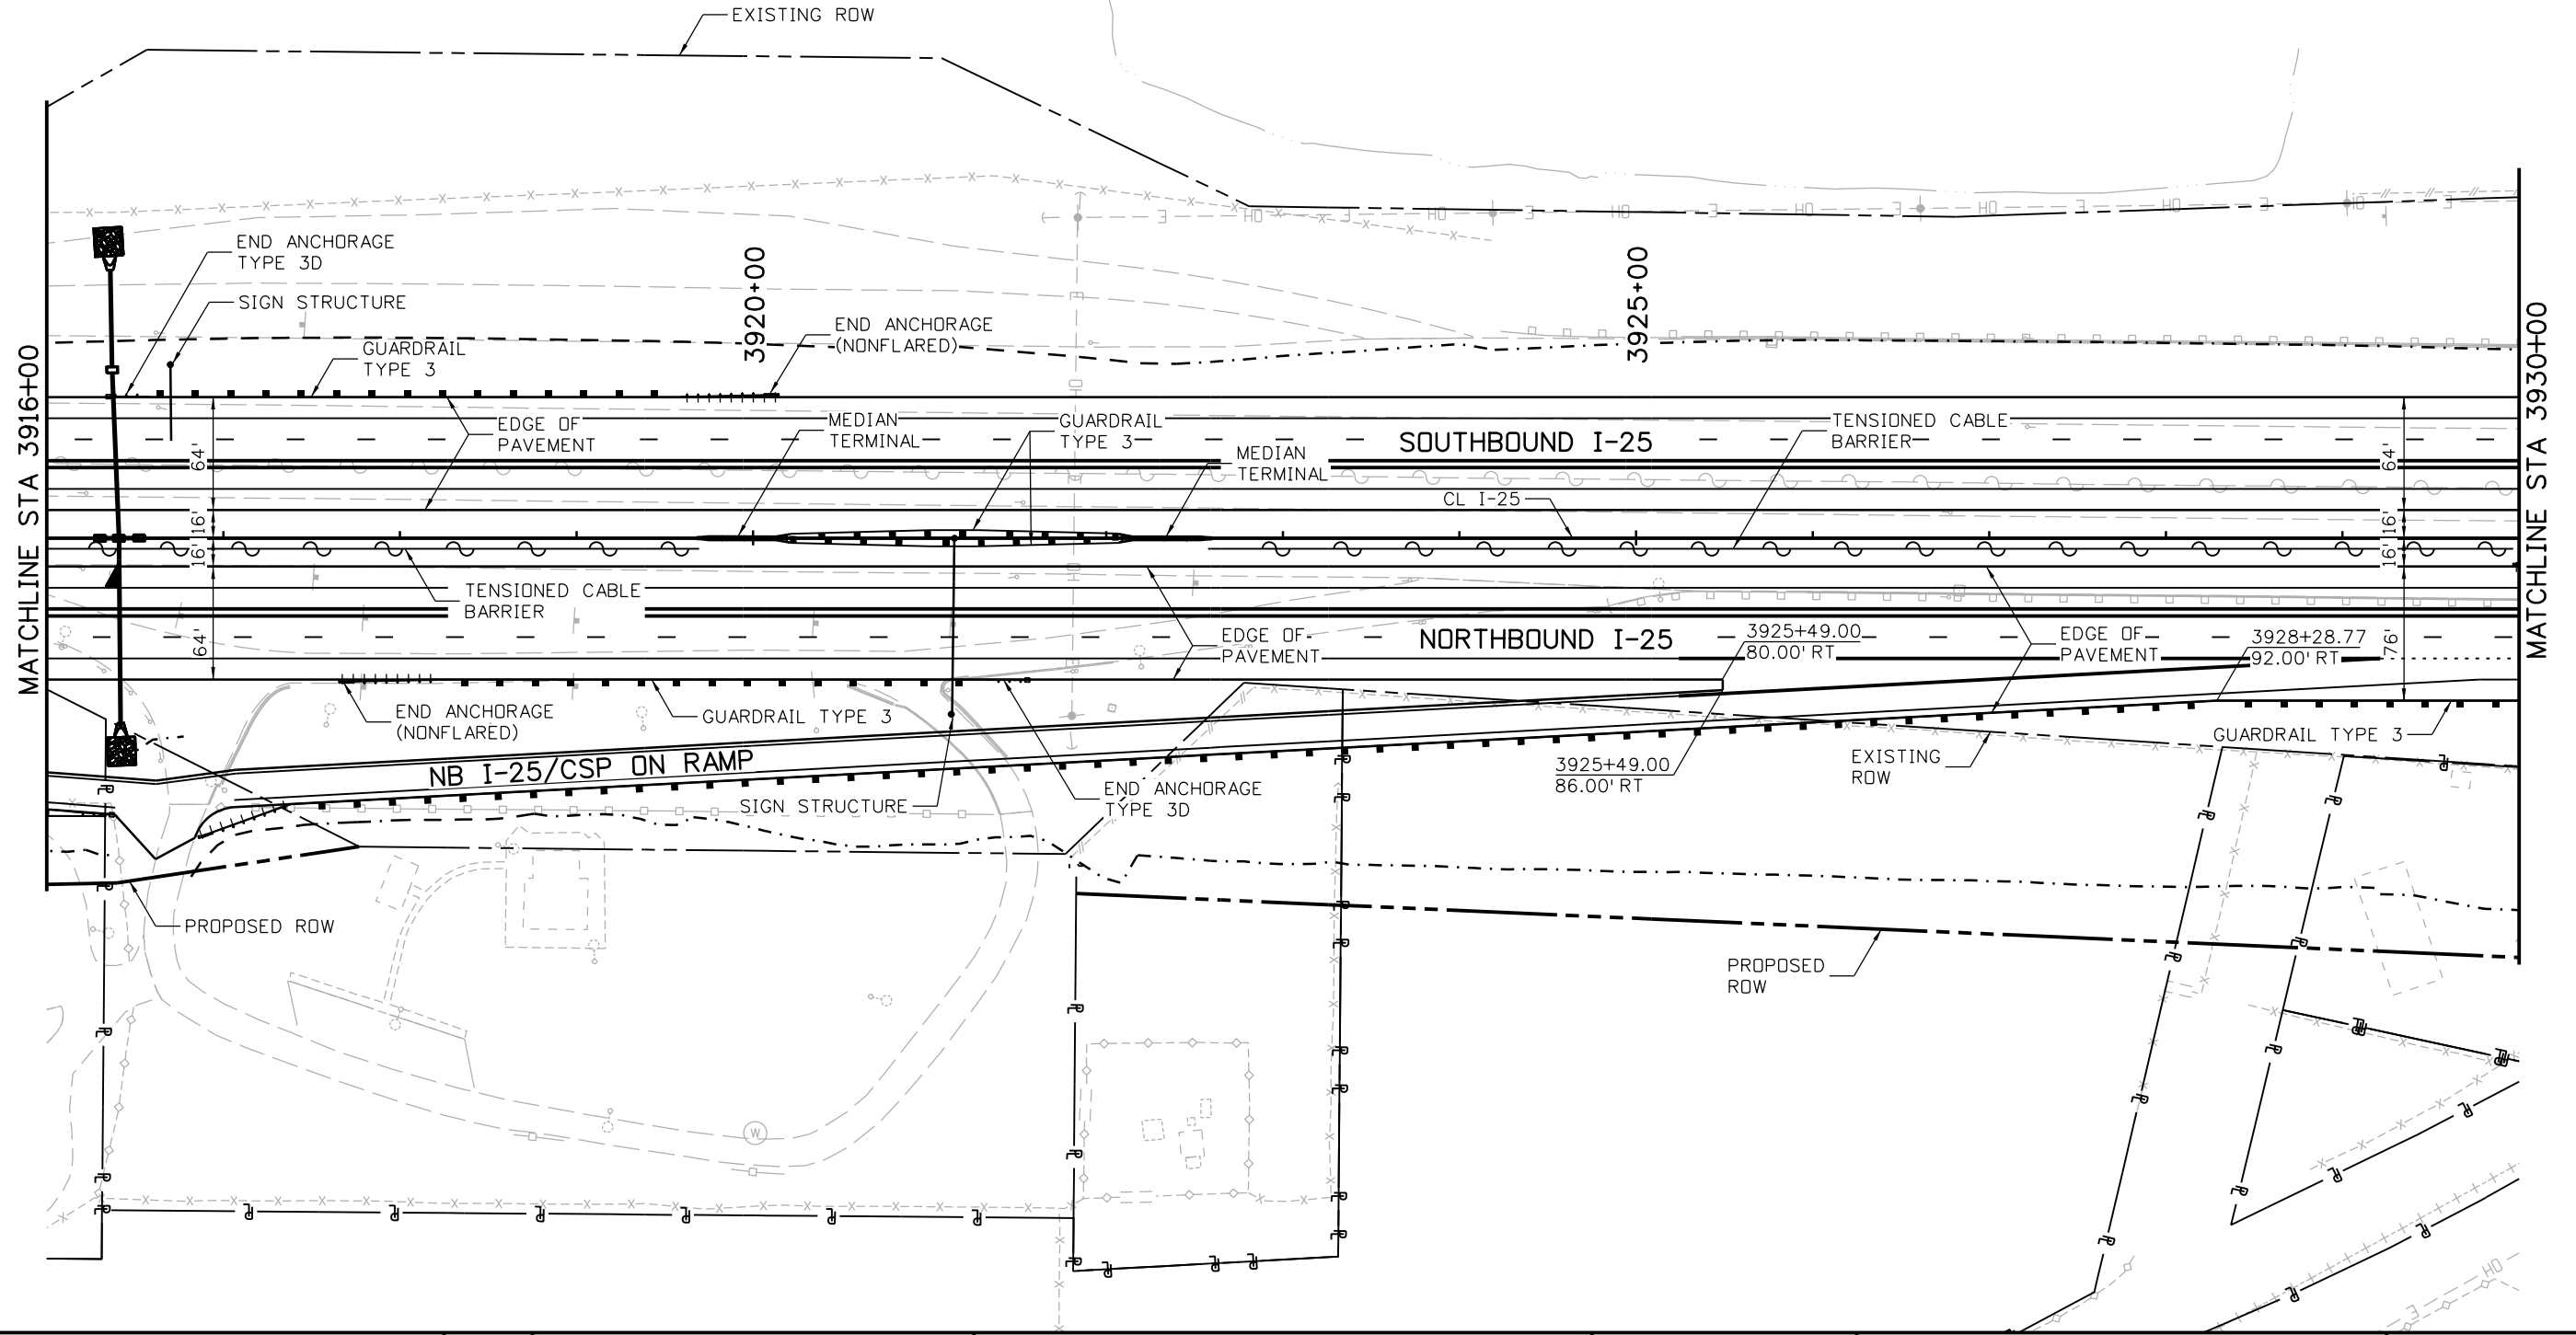 EXISTING ROW
END ANCHORAGE
TYPE 3D
SIGN STRUCTURE
GUARDRAIL
TYPE 3
3920+00
END ANCHORAGE
(NONFLARED)
3925+00
MATCHLINE STA 3916+00
MATCHLINE STA 3930+00
EDGE OF
PAVEMENT
MEDIAN
TERMINAL
GUARDRAIL
TYPE 3
MEDIAN
TERMINAL
SOUTHBOUND I-25
TENSIONED CABLE
BARRIER
CL I-25
64'
16'
16'
64'
64'
16'
16'
76'
TENSIONED CABLE
BARRIER
EDGE OF
PAVEMENT
NORTHBOUND I-25
3925+49.00
80.00' RT
EDGE OF
PAVEMENT
3928+28.77
92.00' RT
END ANCHORAGE
(NONFLARED)
GUARDRAIL TYPE 3
NB I-25/CSP ON RAMP
SIGN STRUCTURE
END ANCHORAGE
TYPE 3D
3925+49.00
86.00' RT
EXISTING
ROW
GUARDRAIL TYPE 3
PROPOSED ROW
PROPOSED
ROW
W
OH